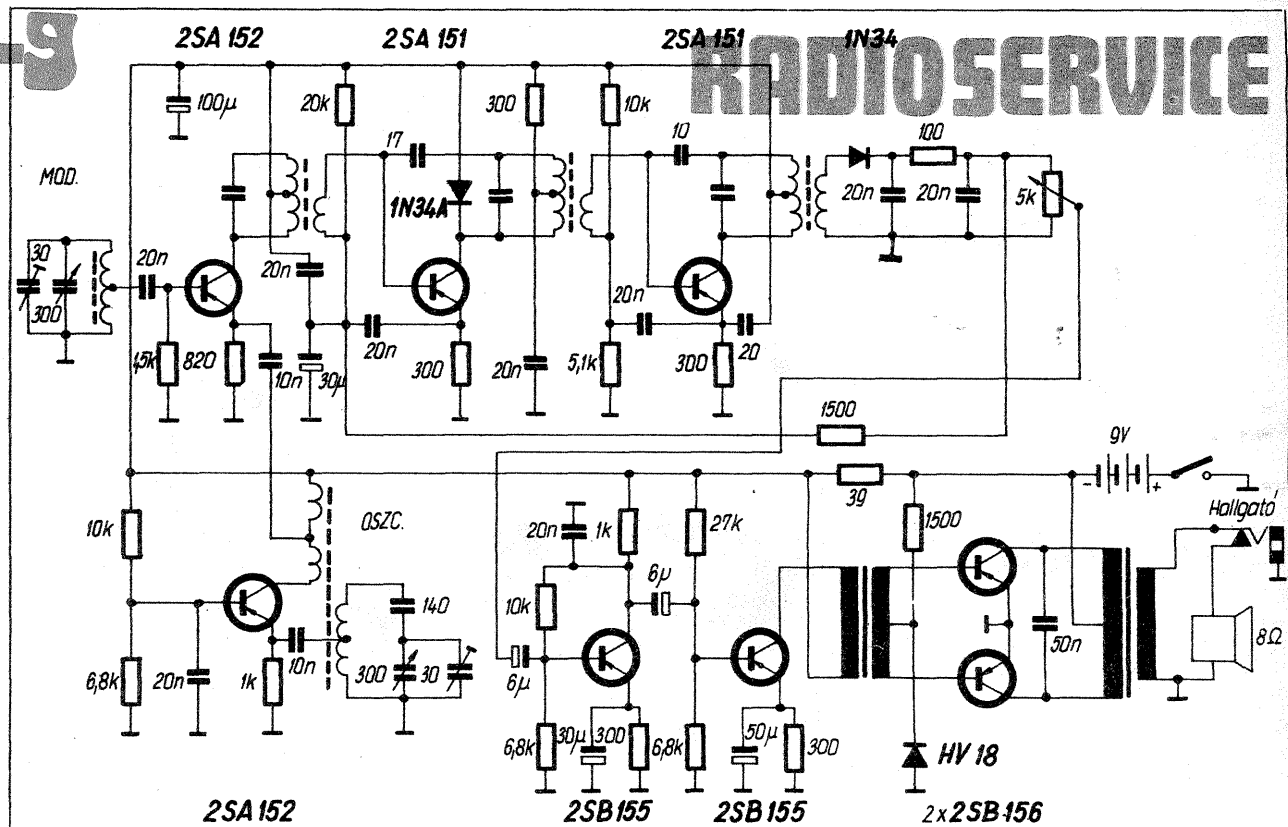 -g
RADIOSERVICE
2SA 152
2SA 151
2SA 151
1N34
100µ
20k
300
10k
17
10
100
MOD.
1N34A
20n
20n
5k
30
300
20n
20n
20n
45k
820
10n
30µ
20n
300
20n
5,1k
300
20
1500
9V
- +
Hallgató
39
10k
OSZC.
20n
1k
27k
1500
6µ
140
10k
50n
8Ω
6,8k
20n
1k
10n
300
30
6µ
6,8k
30µ
300
6,8k
50µ
300
HV 18
2SA 152
2SB 155
2SB 155
2x2SB-156